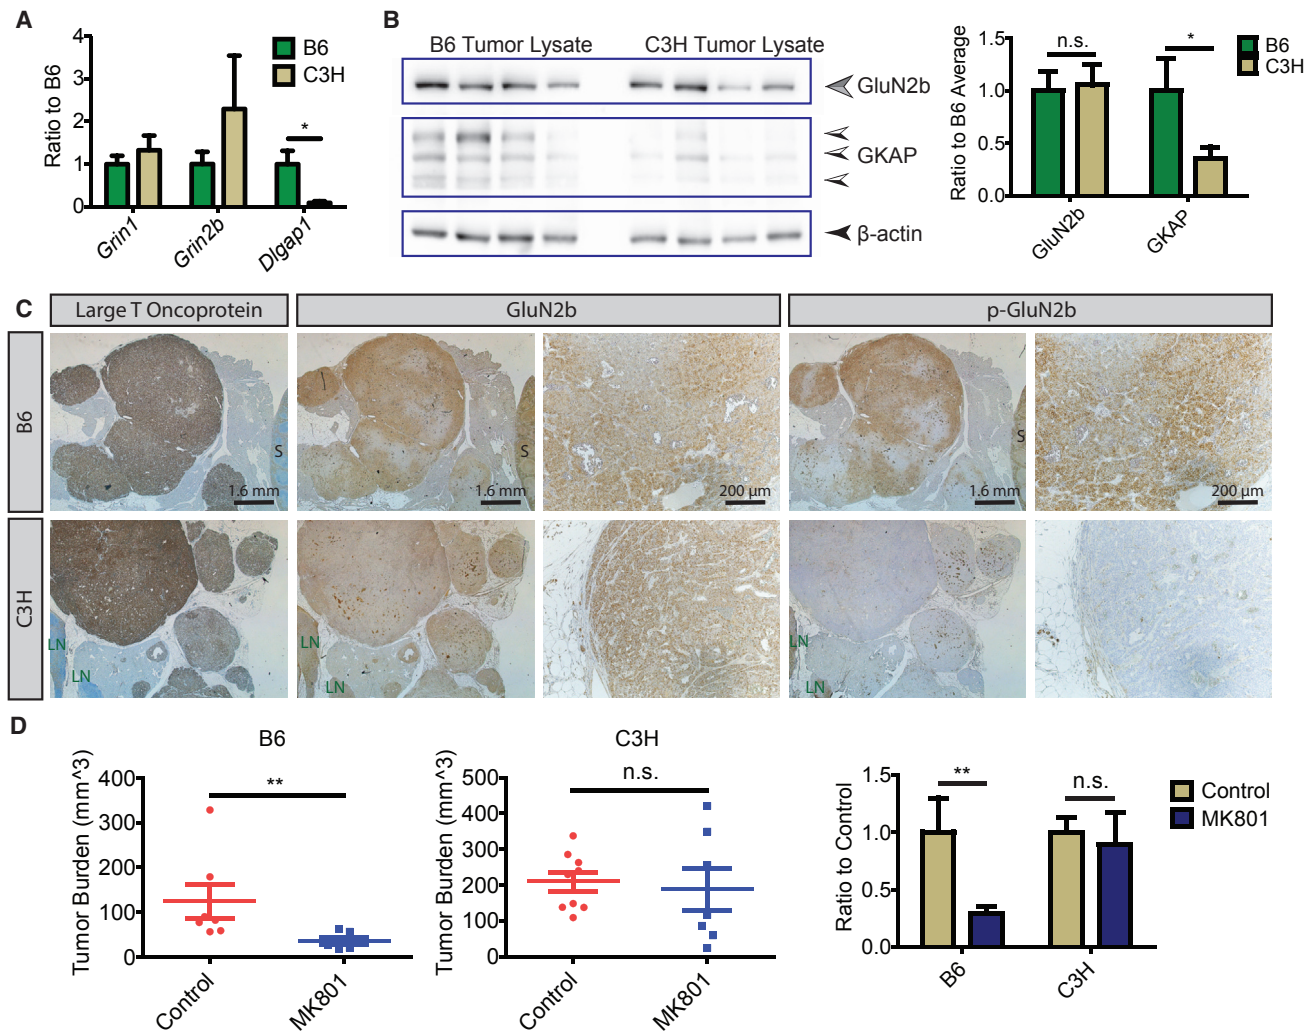 A
Ratio to B6
4
3
2
1
0
B6
C3H
*
Grin1
Grin2b
Dlgap1
B
B6 Tumor Lysate
C3H Tumor Lysate
GluN2b
GKAP
β-actin
Ratio to B6 Average
1.5
1.0
0.5
0.0
n.s.
*
B6
C3H
GluN2b
GKAP
C
Large T Oncoprotein
GluN2b
p-GluN2b
B6
S
1.6 mm
1.6 mm
200 µm
S
1.6 mm
200 µm
C3H
LN
LN
LN
LN
LN
LN
D
B6
Tumor Burden (mm^3)
400
300
200
100
0
**
Control
MK801
C3H
Tumor Burden (mm^3)
500
400
300
200
100
0
n.s.
Control
MK801
Ratio to Control
1.5
1.0
0.5
0.0
**
n.s.
Control
MK801
B6
C3H